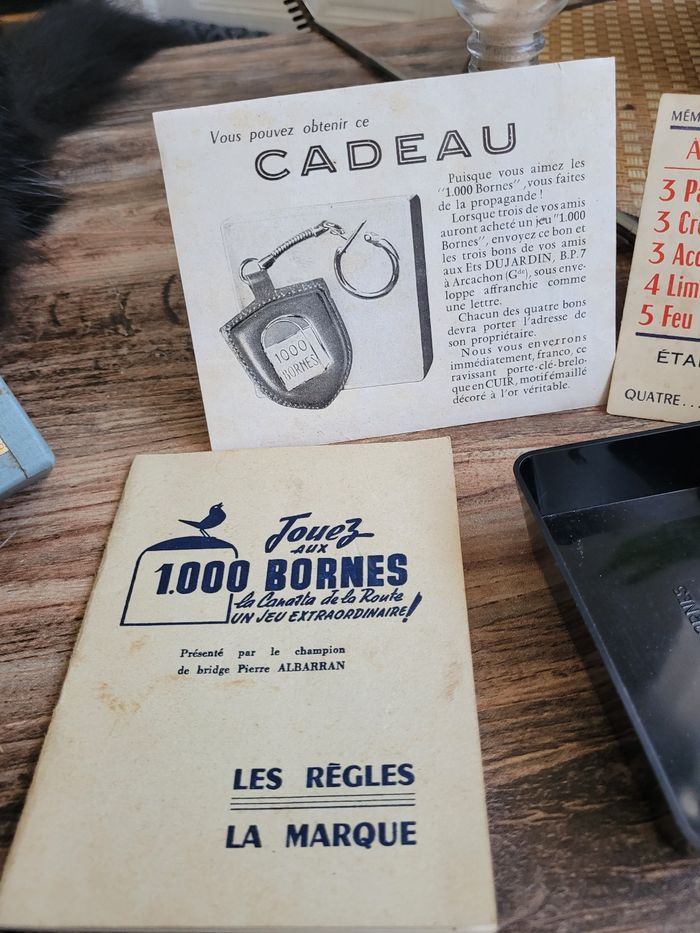 Vous pouvez obtenir ce
CADEAU
Puisque vous aimez les
"1.000 Bornes", vous faites
de la propagande !
Lorsque trois de vos amis
auront acheté un jeu "1.000
Bornes", envoyez ce bon et
les trois bons de vos amis
aux Ets DUJARDIN, B.P. 7
à Arcachon (Gde), sous enve-
loppe affranchie comme
une lettre.
Chacun des quatre bons
devra porter l'adresse de
son propriétaire.
Nous vous enverrons
immédiatement, franco, ce
ravissant porte-clé-brelo-
que en CUIR, motif émaillé
décoré à l'or véritable.
1000
BORNES
MÉM
3 P
3 Cr
3 Acc
4 Lim
5 Feu
ÉTA
QUATRE...
Jouez
AUX
1.000 BORNES
la Canasta de la Route
UN JEU EXTRAORDINAIRE !
Présenté par le champion
de bridge Pierre ALBARRAN
LES RÈGLES
LA MARQUE